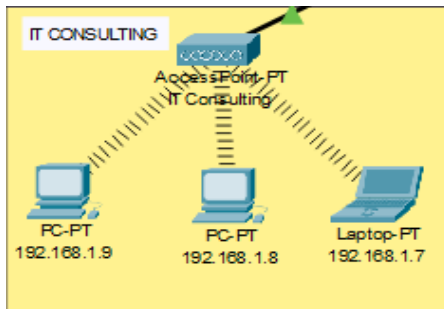 IT CONSULTING
AccessPoint-PT
IT Consulting
PC-PT
192.168.1.9
PC-PT
192.168.1.8
Laptop-PT
192.168.1.7